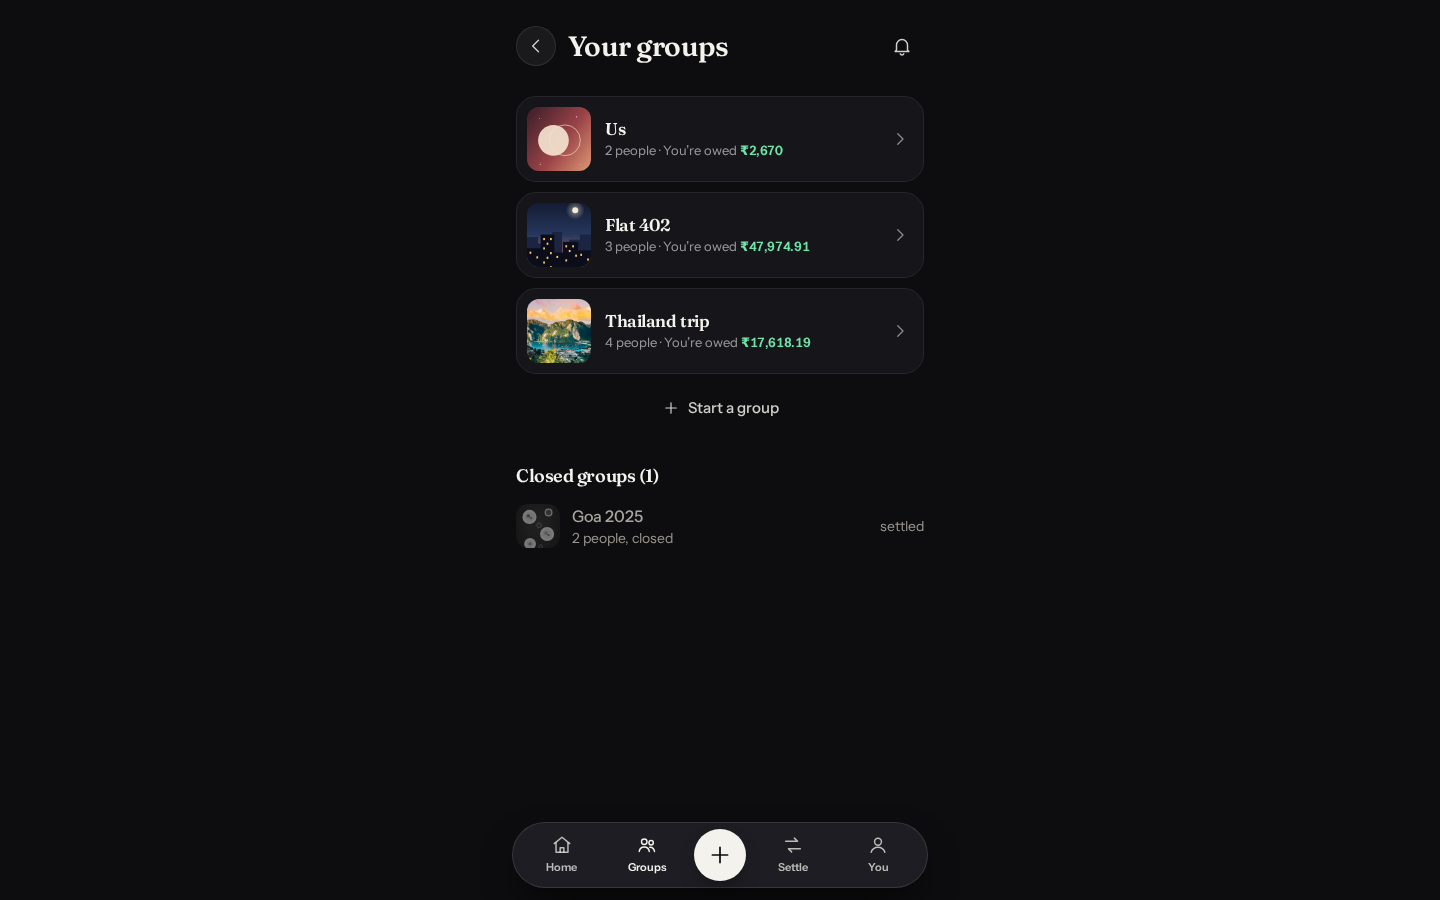 Your groups
Us
2 people · You're owed ₹2,670
Flat 402
3 people · You're owed ₹47,974.91
Thailand trip
4 people · You're owed ₹17,618.19
Start a group
Closed groups (1)
Goa 2025
2 people, closed
settled
Home
Groups
Settle
You